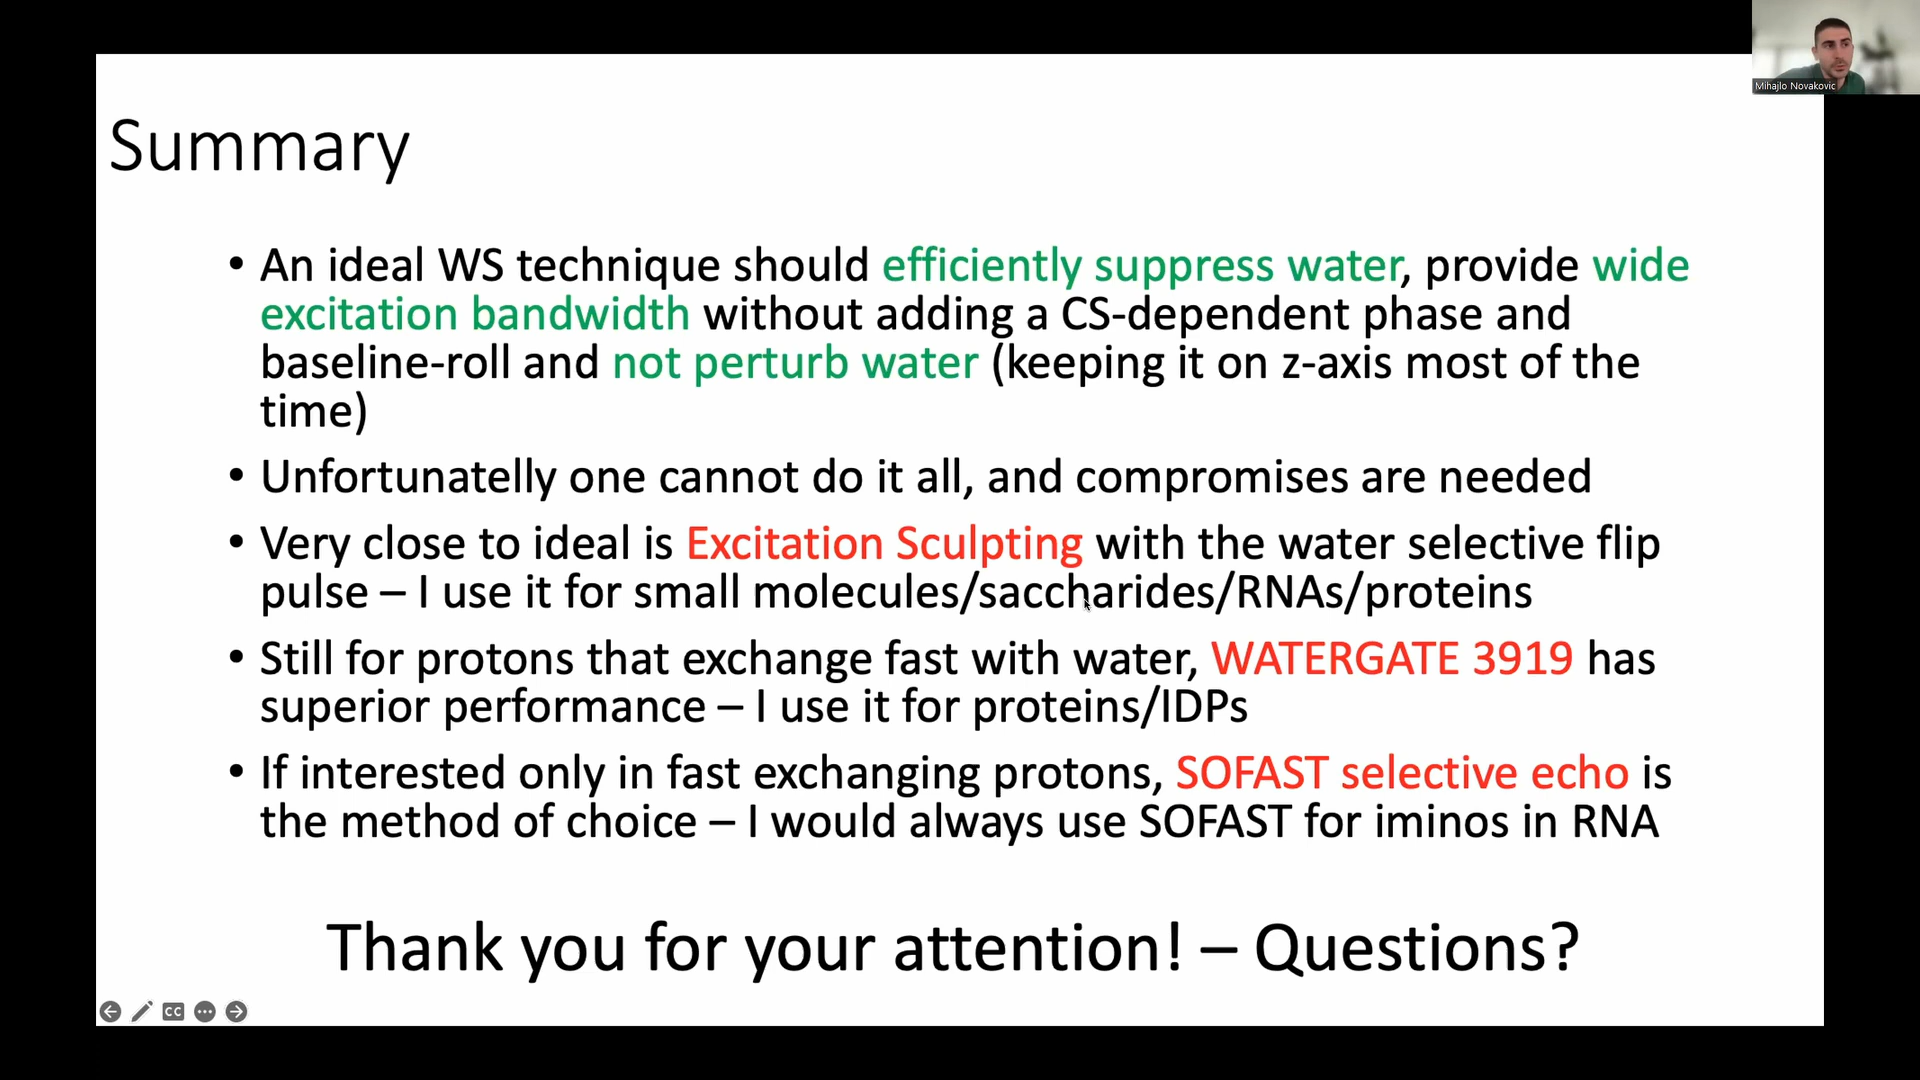 Mihajlo Novakovic
Summary
• An ideal WS technique should efficiently suppress water, provide wide
excitation bandwidth without adding a CS-dependent phase and
baseline-roll and not perturb water (keeping it on z-axis most of the
time)
• Unfortunatelly one cannot do it all, and compromises are needed
• Very close to ideal is Excitation Sculpting with the water selective flip
pulse – I use it for small molecules/saccharides/RNAs/proteins
• Still for protons that exchange fast with water, WATERGATE 3919 has
superior performance – I use it for proteins/IDPs
• If interested only in fast exchanging protons, SOFAST selective echo is
the method of choice – I would always use SOFAST for iminos in RNA
Thank you for your attention! – Questions?
CC